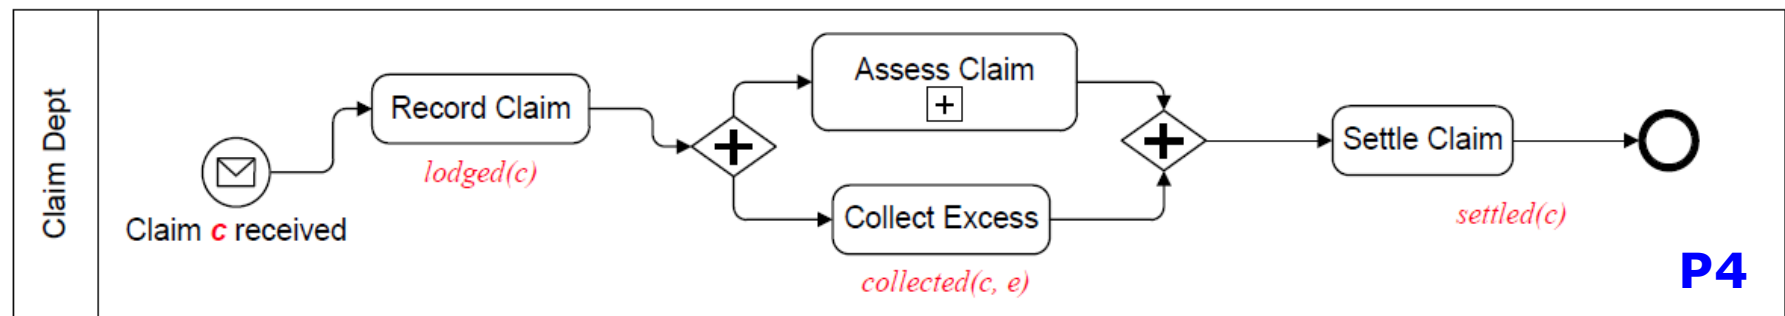 Claim Dept
Claim c received
Record Claim
lodged(c)
Assess Claim
Collect Excess
collected(c, e)
Settle Claim
settled(c)
P4